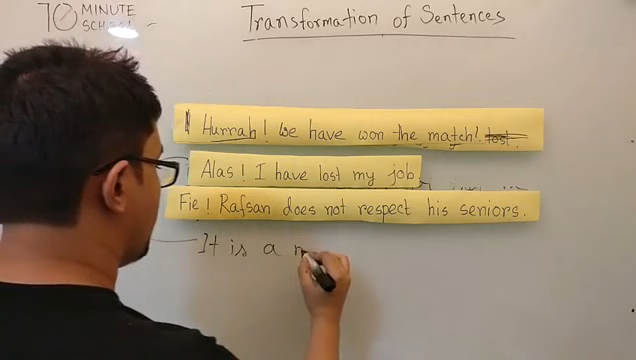 10 MINUTE
SCHOOL
Transformation of Sentences
Hurrah! We have won the match!
Alas! I have lost my job
Fie! Rafsan does not respect his seniors.
It is a